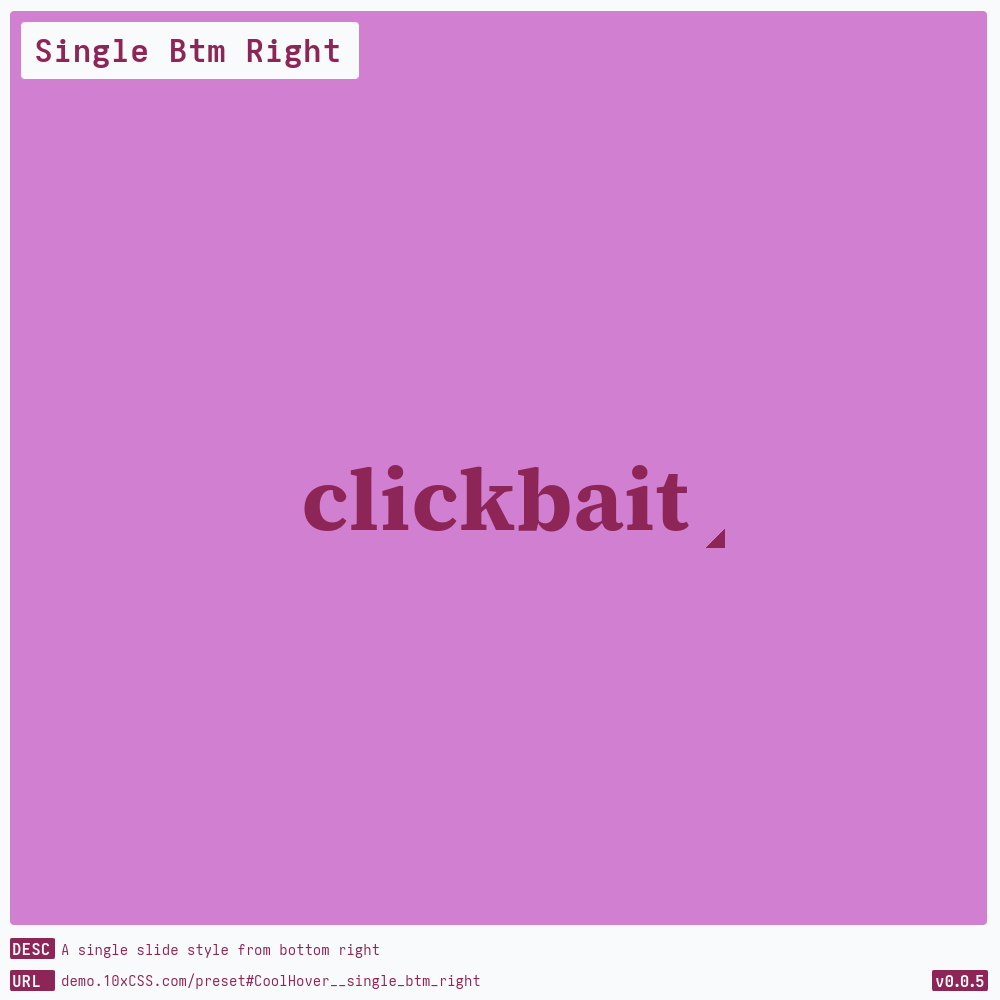 Single Btm Right
clickbait
DESC A single slide style from bottom right
URL demo.10xCSS.com/preset#CoolHover__single_btm_right v0.0.5